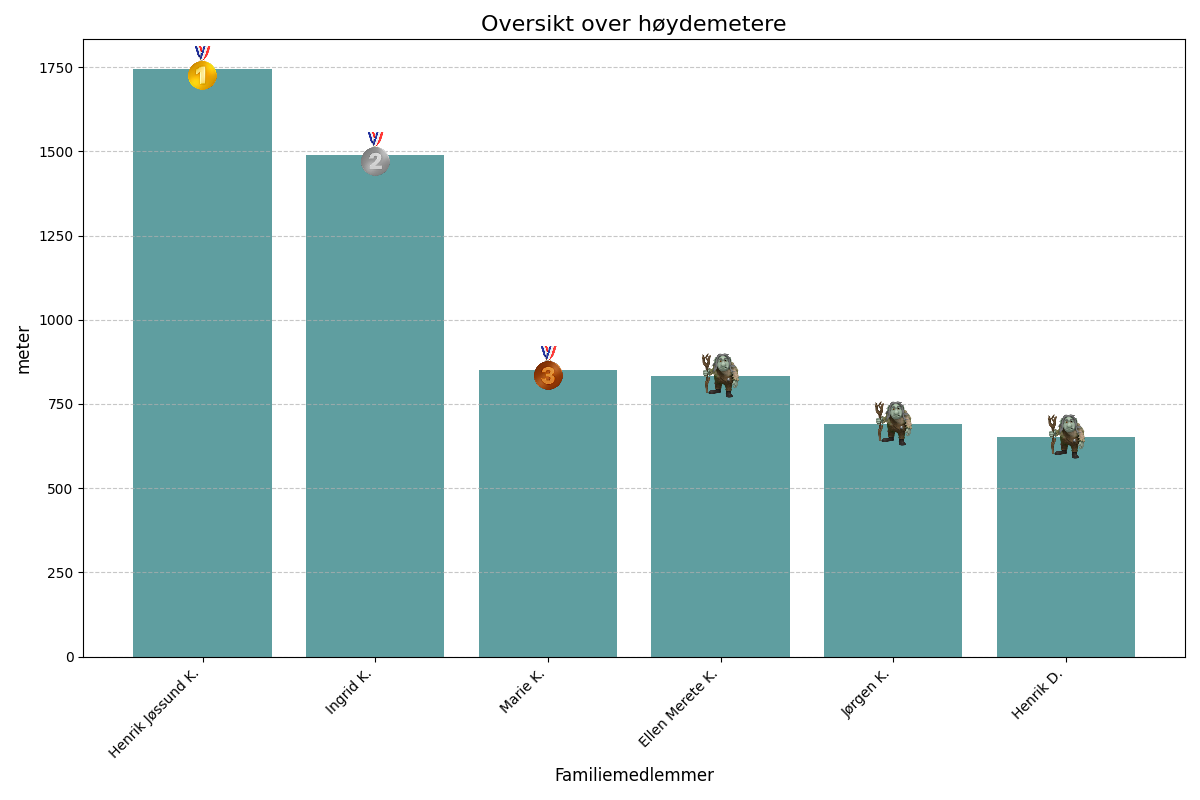 Oversikt over høydemetere
1750
1500
1250
1000
750
500
250
0
meter
1
2
3
Henrik Jøssund K.
Ingrid K.
Marie K.
Ellen Merete K.
Jørgen K.
Henrik D.
Familiemedlemmer